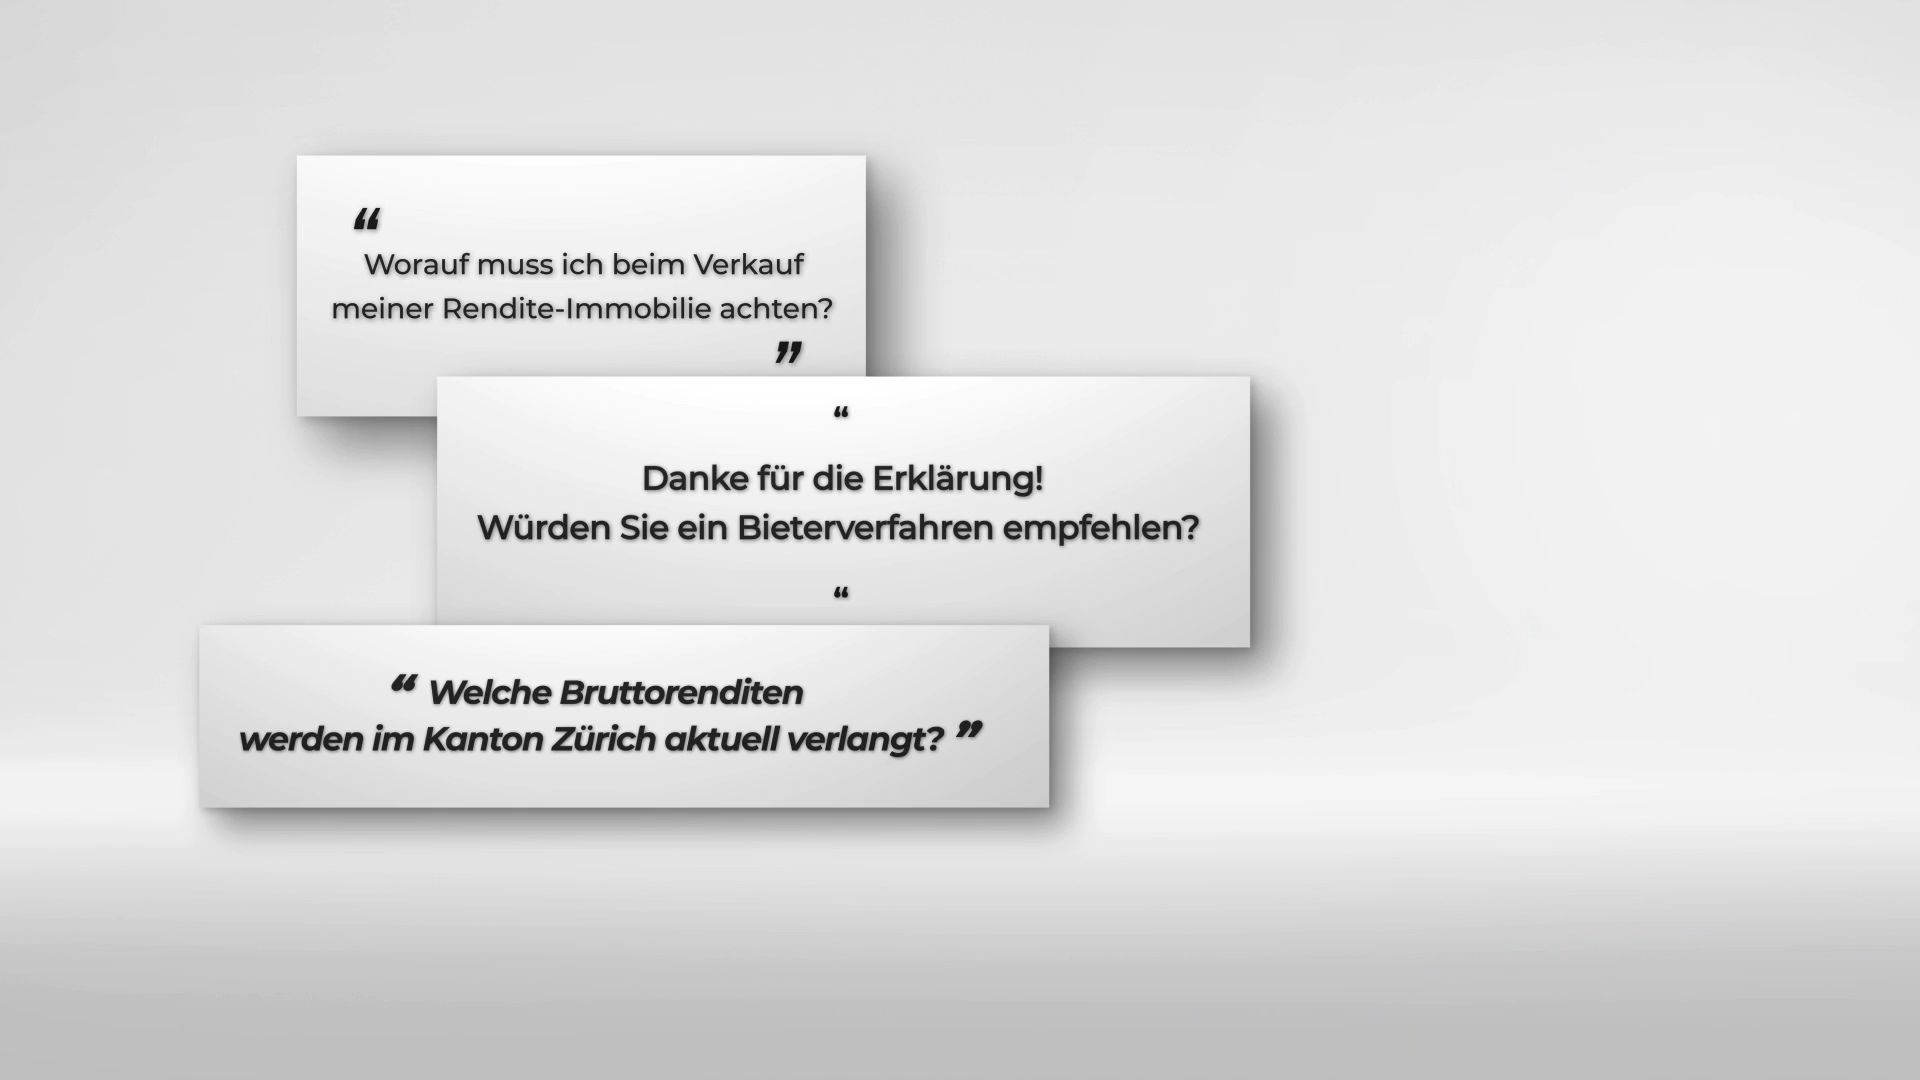 “
Worauf muss ich beim Verkauf
meiner Rendite-Immobilie achten?
”
“
Danke für die Erklärung!
Würden Sie ein Bieterverfahren empfehlen?
“
“ Welche Bruttorenditen
werden im Kanton Zürich aktuell verlangt? ”